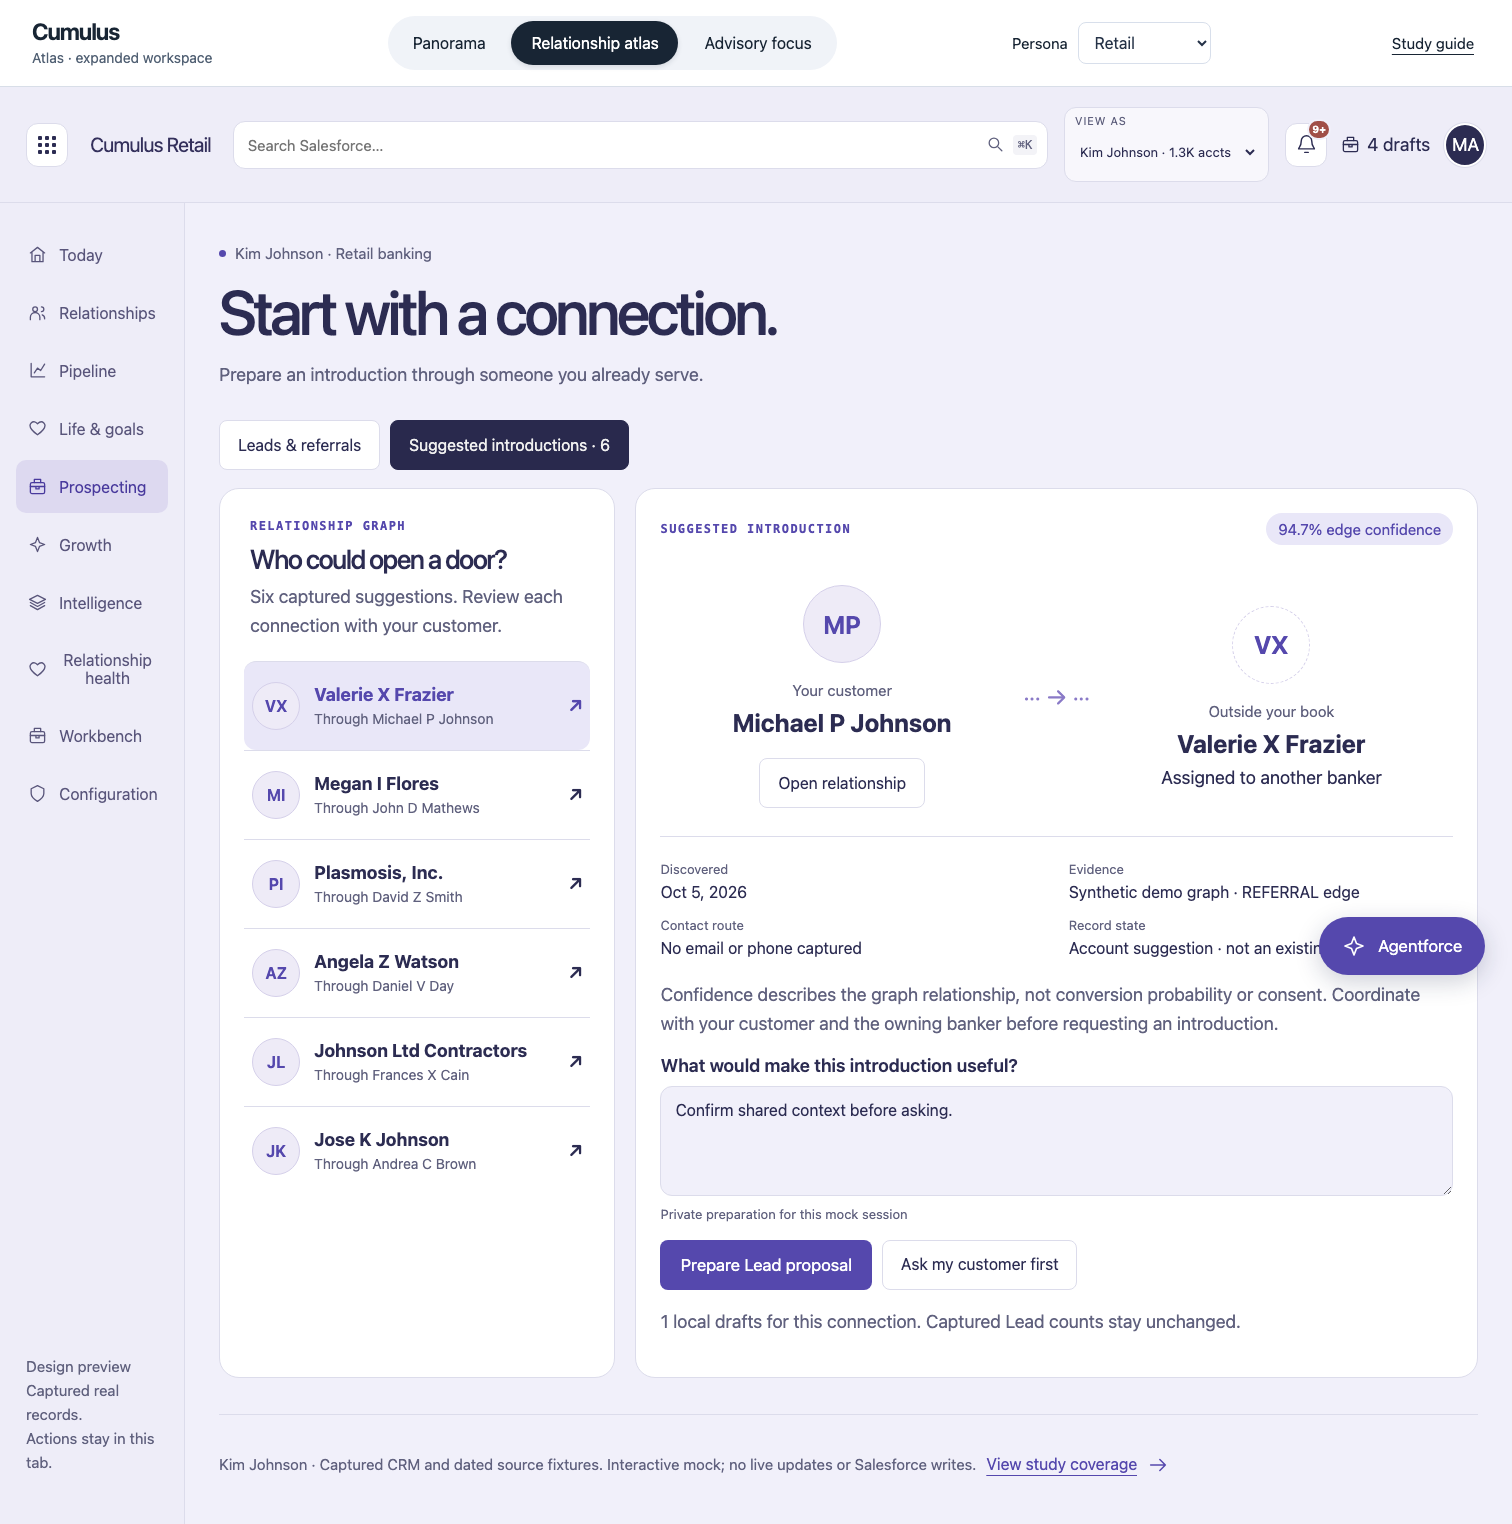 Cumulus
Atlas · expanded workspace
Panorama
Relationship atlas
Advisory focus
Persona
Retail
Study guide
Cumulus Retail
Search Salesforce...
⌘K
VIEW AS
Kim Johnson · 1.3K accts
9+
4 drafts
MA
Today
Relationships
Pipeline
Life & goals
Prospecting
Growth
Intelligence
Relationship
health
Workbench
Configuration
Design preview
Captured real
records.
Actions stay in this
tab.
Kim Johnson · Retail banking
Start with a connection.
Prepare an introduction through someone you already serve.
Leads & referrals
Suggested introductions · 6
RELATIONSHIP GRAPH
Who could open a door?
Six captured suggestions. Review each
connection with your customer.
VX
Valerie X Frazier
Through Michael P Johnson
MI
Megan I Flores
Through John D Mathews
PI
Plasmosis, Inc.
Through David Z Smith
AZ
Angela Z Watson
Through Daniel V Day
JL
Johnson Ltd Contractors
Through Frances X Cain
JK
Jose K Johnson
Through Andrea C Brown
SUGGESTED INTRODUCTION
94.7% edge confidence
MP
Your customer
Michael P Johnson
Open relationship
VX
Outside your book
Valerie X Frazier
Assigned to another banker
Discovered
Oct 5, 2026
Evidence
Synthetic demo graph · REFERRAL edge
Contact route
No email or phone captured
Record state
Account suggestion · not an existin
Agentforce
Confidence describes the graph relationship, not conversion probability or consent. Coordinate
with your customer and the owning banker before requesting an introduction.
What would make this introduction useful?
Confirm shared context before asking.
Private preparation for this mock session
Prepare Lead proposal
Ask my customer first
1 local drafts for this connection. Captured Lead counts stay unchanged.
Kim Johnson · Captured CRM and dated source fixtures. Interactive mock; no live updates or Salesforce writes.
View study coverage